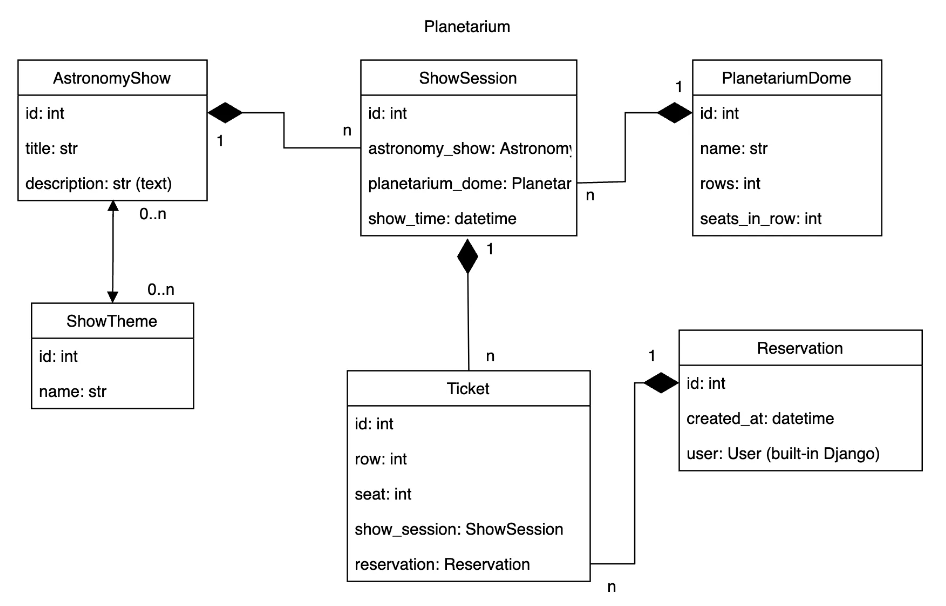 Planetarium
AstronomyShow
id: int
title: str
description: str (text)
1
n
ShowSession
id: int
astronomy_show: Astronomy
planetarium_dome: Planetar
show_time: datetime
1
n
PlanetariumDome
id: int
name: str
rows: int
seats_in_row: int
0..n
0..n
ShowTheme
id: int
name: str
1
n
Ticket
id: int
row: int
seat: int
show_session: ShowSession
reservation: Reservation
1
n
Reservation
id: int
created_at: datetime
user: User (built-in Django)